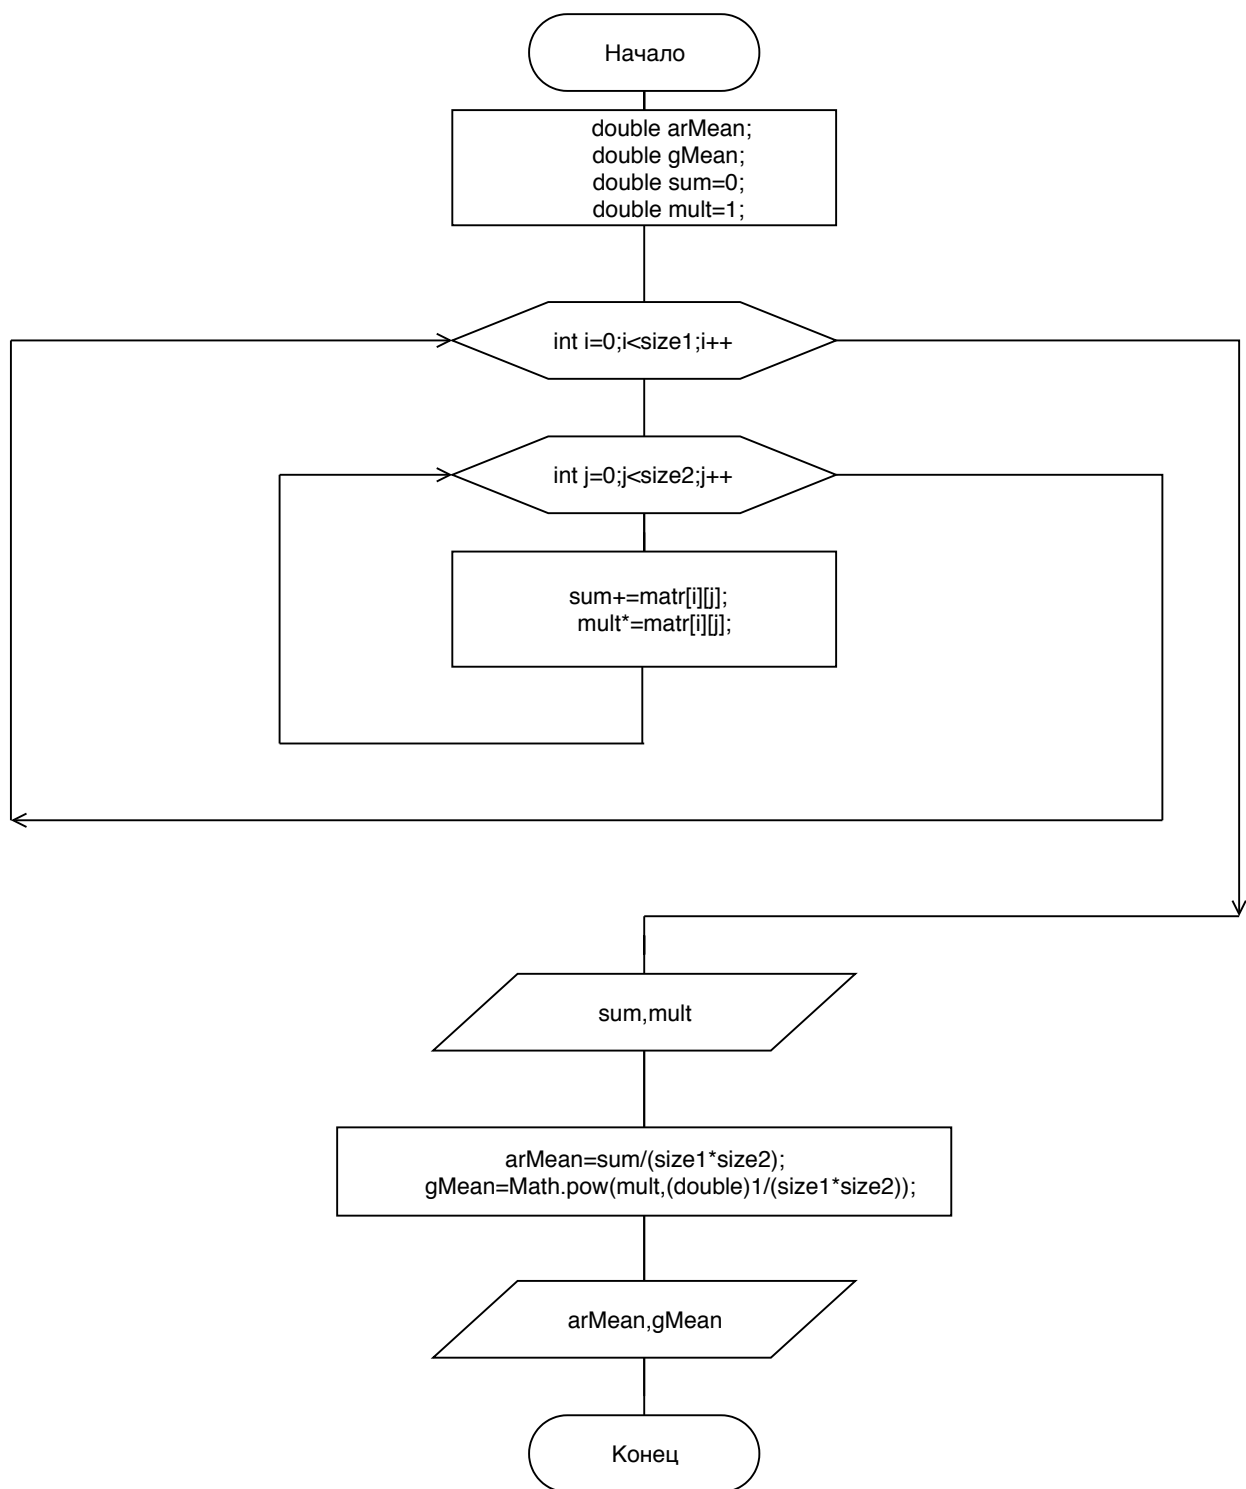 Начало
double arMean;
double gMean;
double sum=0;
double mult=1;
int i=0;i<size1;i++
int j=0;j<size2;j++
sum+=matr[i][j];
mult*=matr[i][j];
sum,mult
arMean=sum/(size1*size2);
gMean=Math.pow(mult,(double)1/(size1*size2));
arMean,gMean
Конец